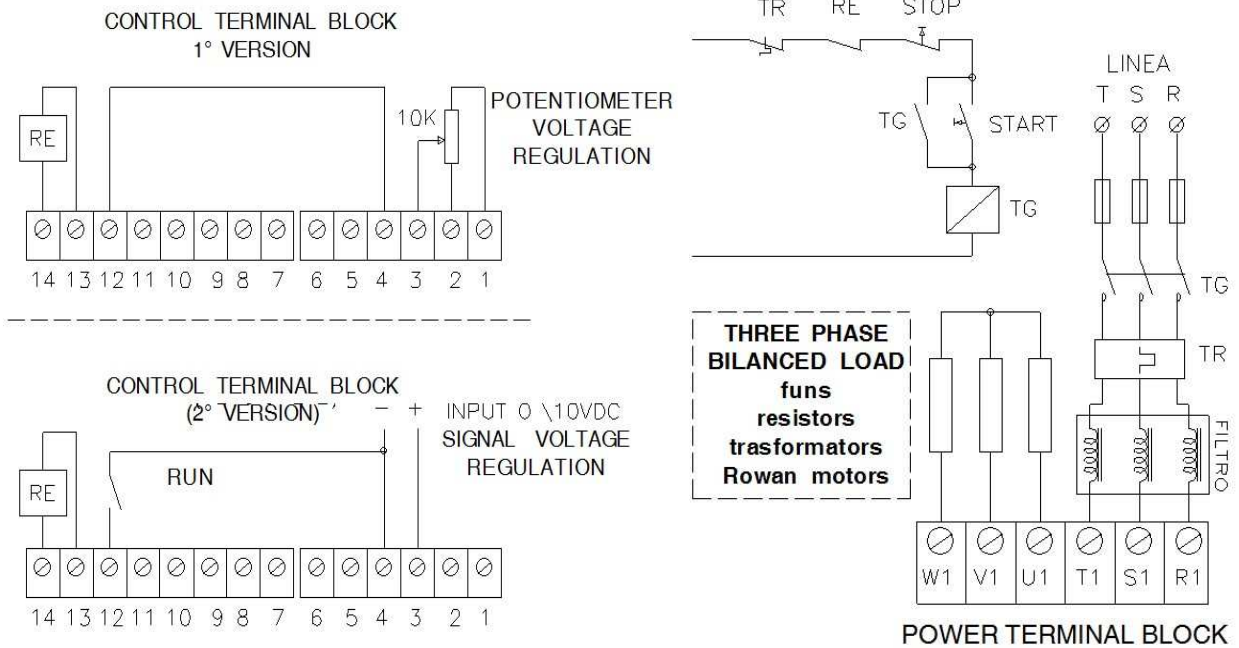 CONTROL TERMINAL BLOCK
1° VERSION
RE
10K
POTENTIOMETER
VOLTAGE
REGULATION
14 13 12 11 10 9 8 7 6 5 4 3 2 1
CONTROL TERMINAL BLOCK
(2° VERSION)
- + INPUT 0 \10VDC
SIGNAL VOLTAGE
REGULATION
RE
RUN
14 13 12 11 10 9 8 7 6 5 4 3 2 1
TR RE STOP
TG
START
TG
LINEA
T S R
TG
TR
FILTRO
THREE PHASE
BILANCED LOAD
funs
resistors
trasformators
Rowan motors
W1 V1 U1 T1 S1 R1
POWER TERMINAL BLOCK